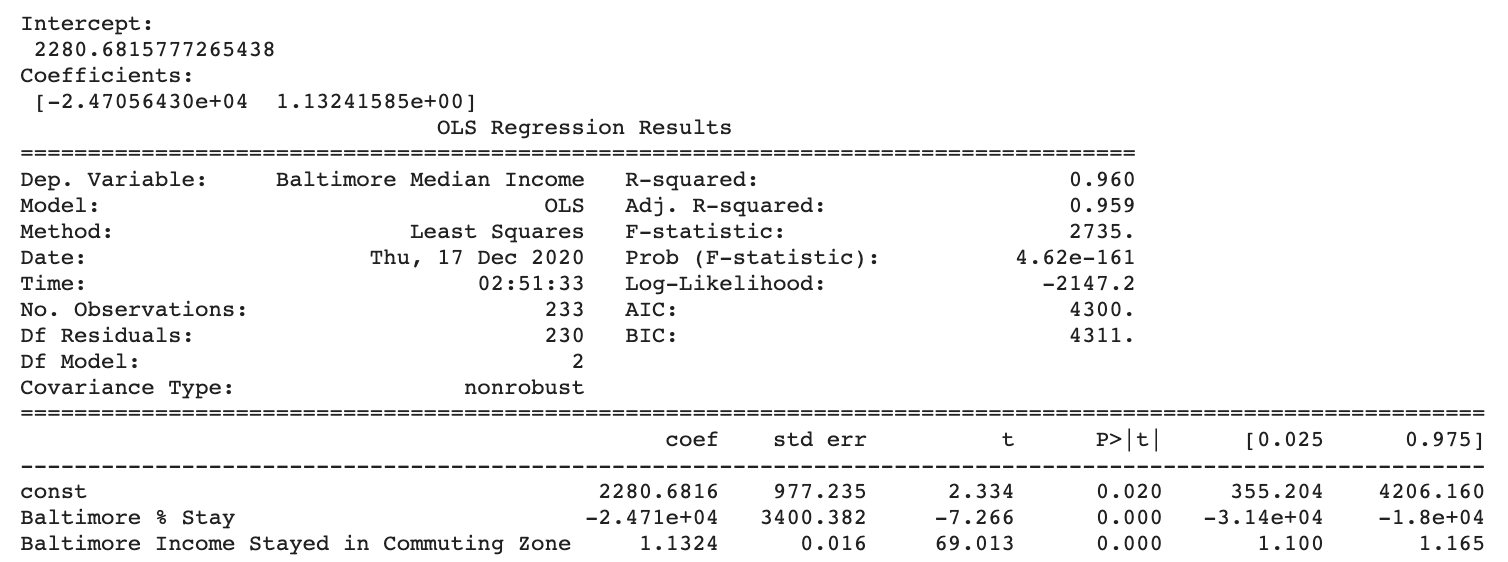 Intercept:
2280.6815777265438
Coefficients:
[-2.47056430e+04 1.13241585e+00]
OLS Regression Results
==============================================================================
Dep. Variable: Baltimore Median Income R-squared: 0.960
Model: OLS Adj. R-squared: 0.959
Method: Least Squares F-statistic: 2735.
Date: Thu, 17 Dec 2020 Prob (F-statistic): 4.62e-161
Time: 02:51:33 Log-Likelihood: -2147.2
No. Observations: 233 AIC: 4300.
Df Residuals: 230 BIC: 4311.
Df Model: 2
Covariance Type: nonrobust
==============================================================================
coef std err t P>|t| [0.025 0.975]
------------------------------------------------------------------------------
const 2280.6816 977.235 2.334 0.020 355.204 4206.160
Baltimore % Stay -2.471e+04 3400.382 -7.266 0.000 -3.14e+04 -1.8e+04
Baltimore Income Stayed in Commuting Zone 1.1324 0.016 69.013 0.000 1.100 1.165